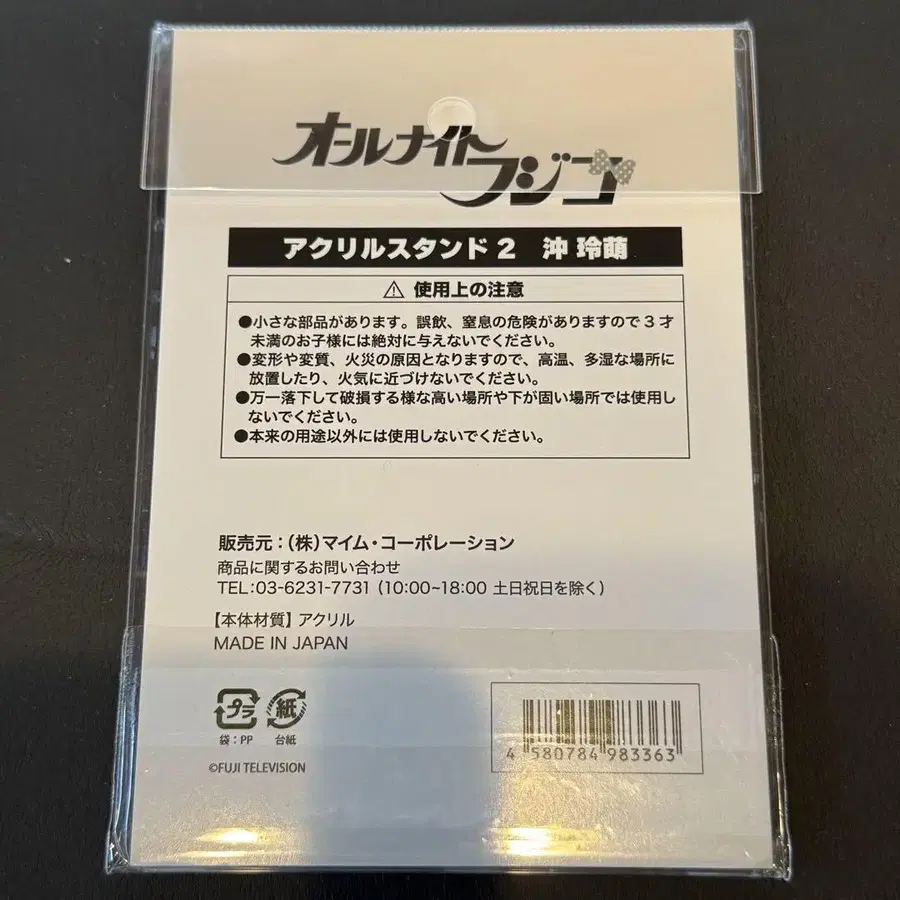 オールナイト
フジコ
アクリルスタンド2 沖 玲萌
⚠ 使用上の注意
●小さな部品があります。誤飲、窒息の危険がありますので3才
未満のお子様には絶対に与えないでください。
●変形や変質、火災の原因となりますので、高温、多湿な場所に
放置したり、火気に近づけないでください。
●万一落下して破損する様な高い場所や下が固い場所では使用し
ないでください。
●本来の用途以外には使用しないでください。
販売元：(株)マイム・コーポレーション
商品に関するお問い合わせ
TEL:03-6231-7731 (10:00~18:00 土日祝日を除く)
【本体材質】アクリル
MADE IN JAPAN
プラ 紙
袋：PP 台紙
©FUJI TELEVISION
4 580784 983363